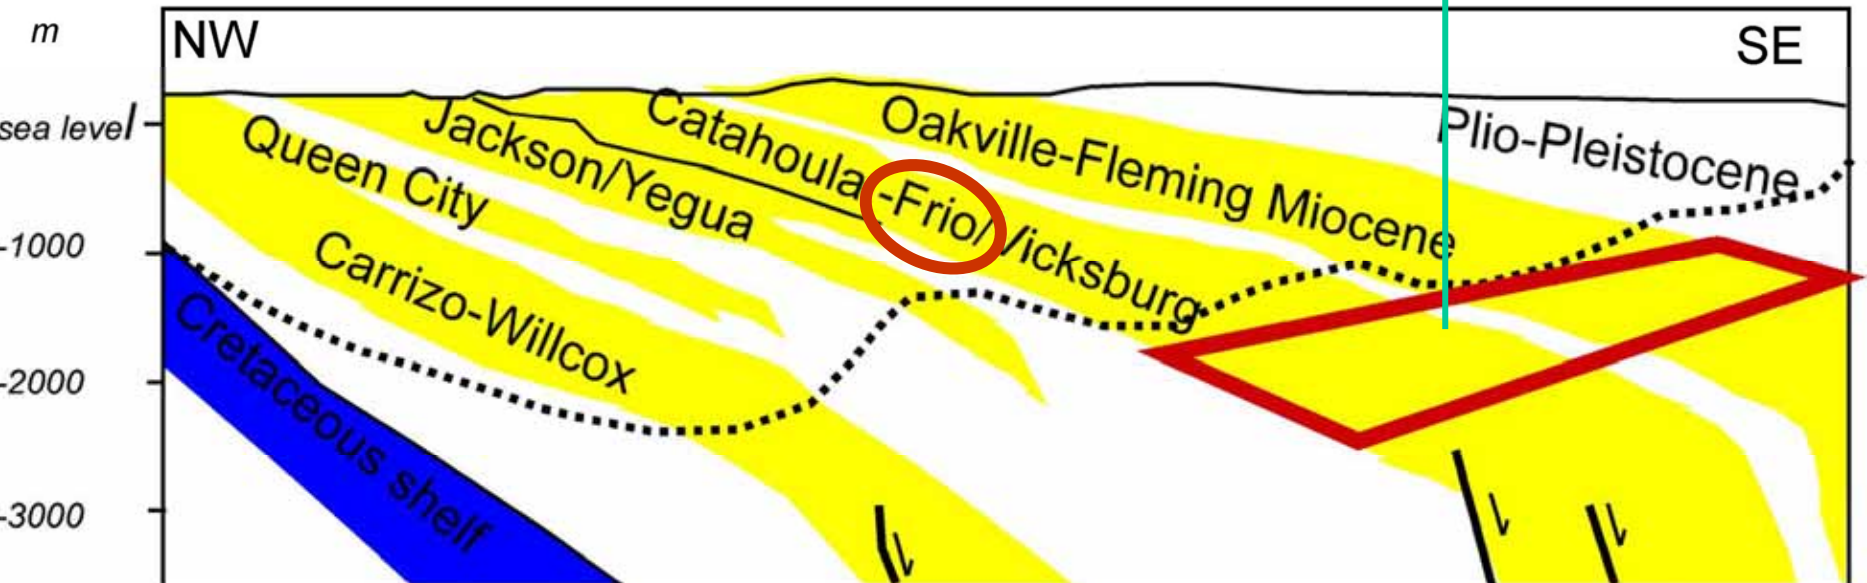 m
NW
SE
sea level
Plio-Pleistocene
Oakville-Fleming Miocene
Catahoula-Frio/Vicksburg
Jackson/Yegua
Queen City
-1000
Carrizo-Willcox
Cretaceous shelf
-2000
-3000